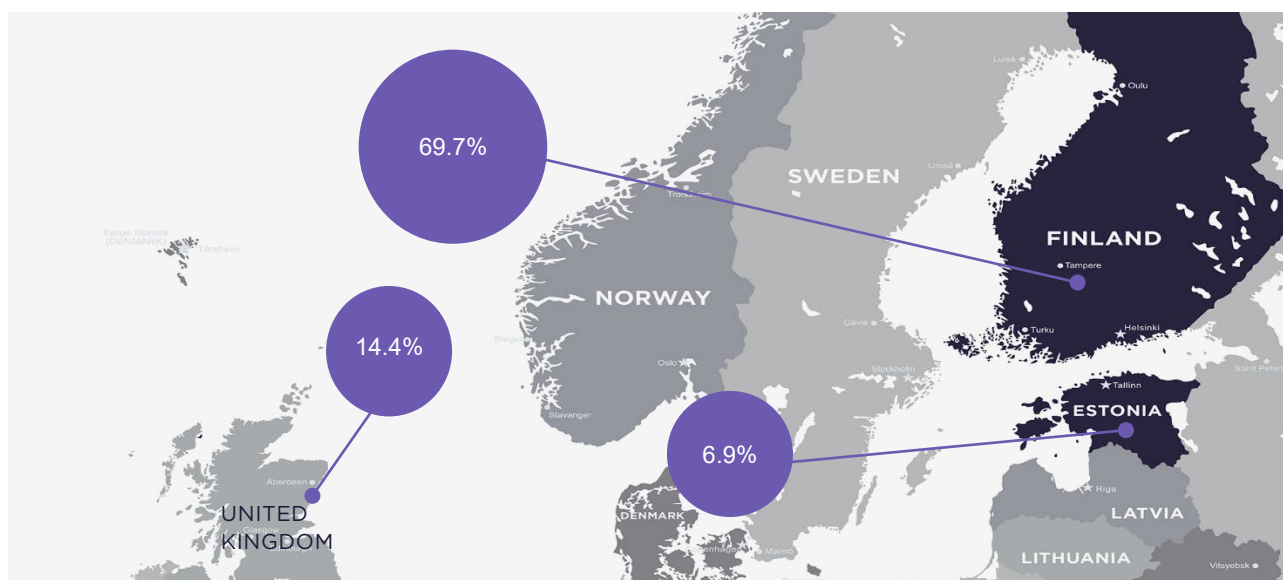 Luleå
Oulu
69.7%
Umeå
SWEDEN
Trondheim
Faroe Islands
(DENMARK)
Tórshavn
FINLAND
Tampere
NORWAY
Gävle
Turku
Helsinki
Bergen
14.4%
Oslo
Stockholm
Saint Peters
Tallinn
Stavanger
ESTONIA
6.9%
Aberdeen
Riga
UNITED
KINGDOM
DENMARK
LATVIA
Glasgow
Malmö
LITHUANIA
Vitsyebsk